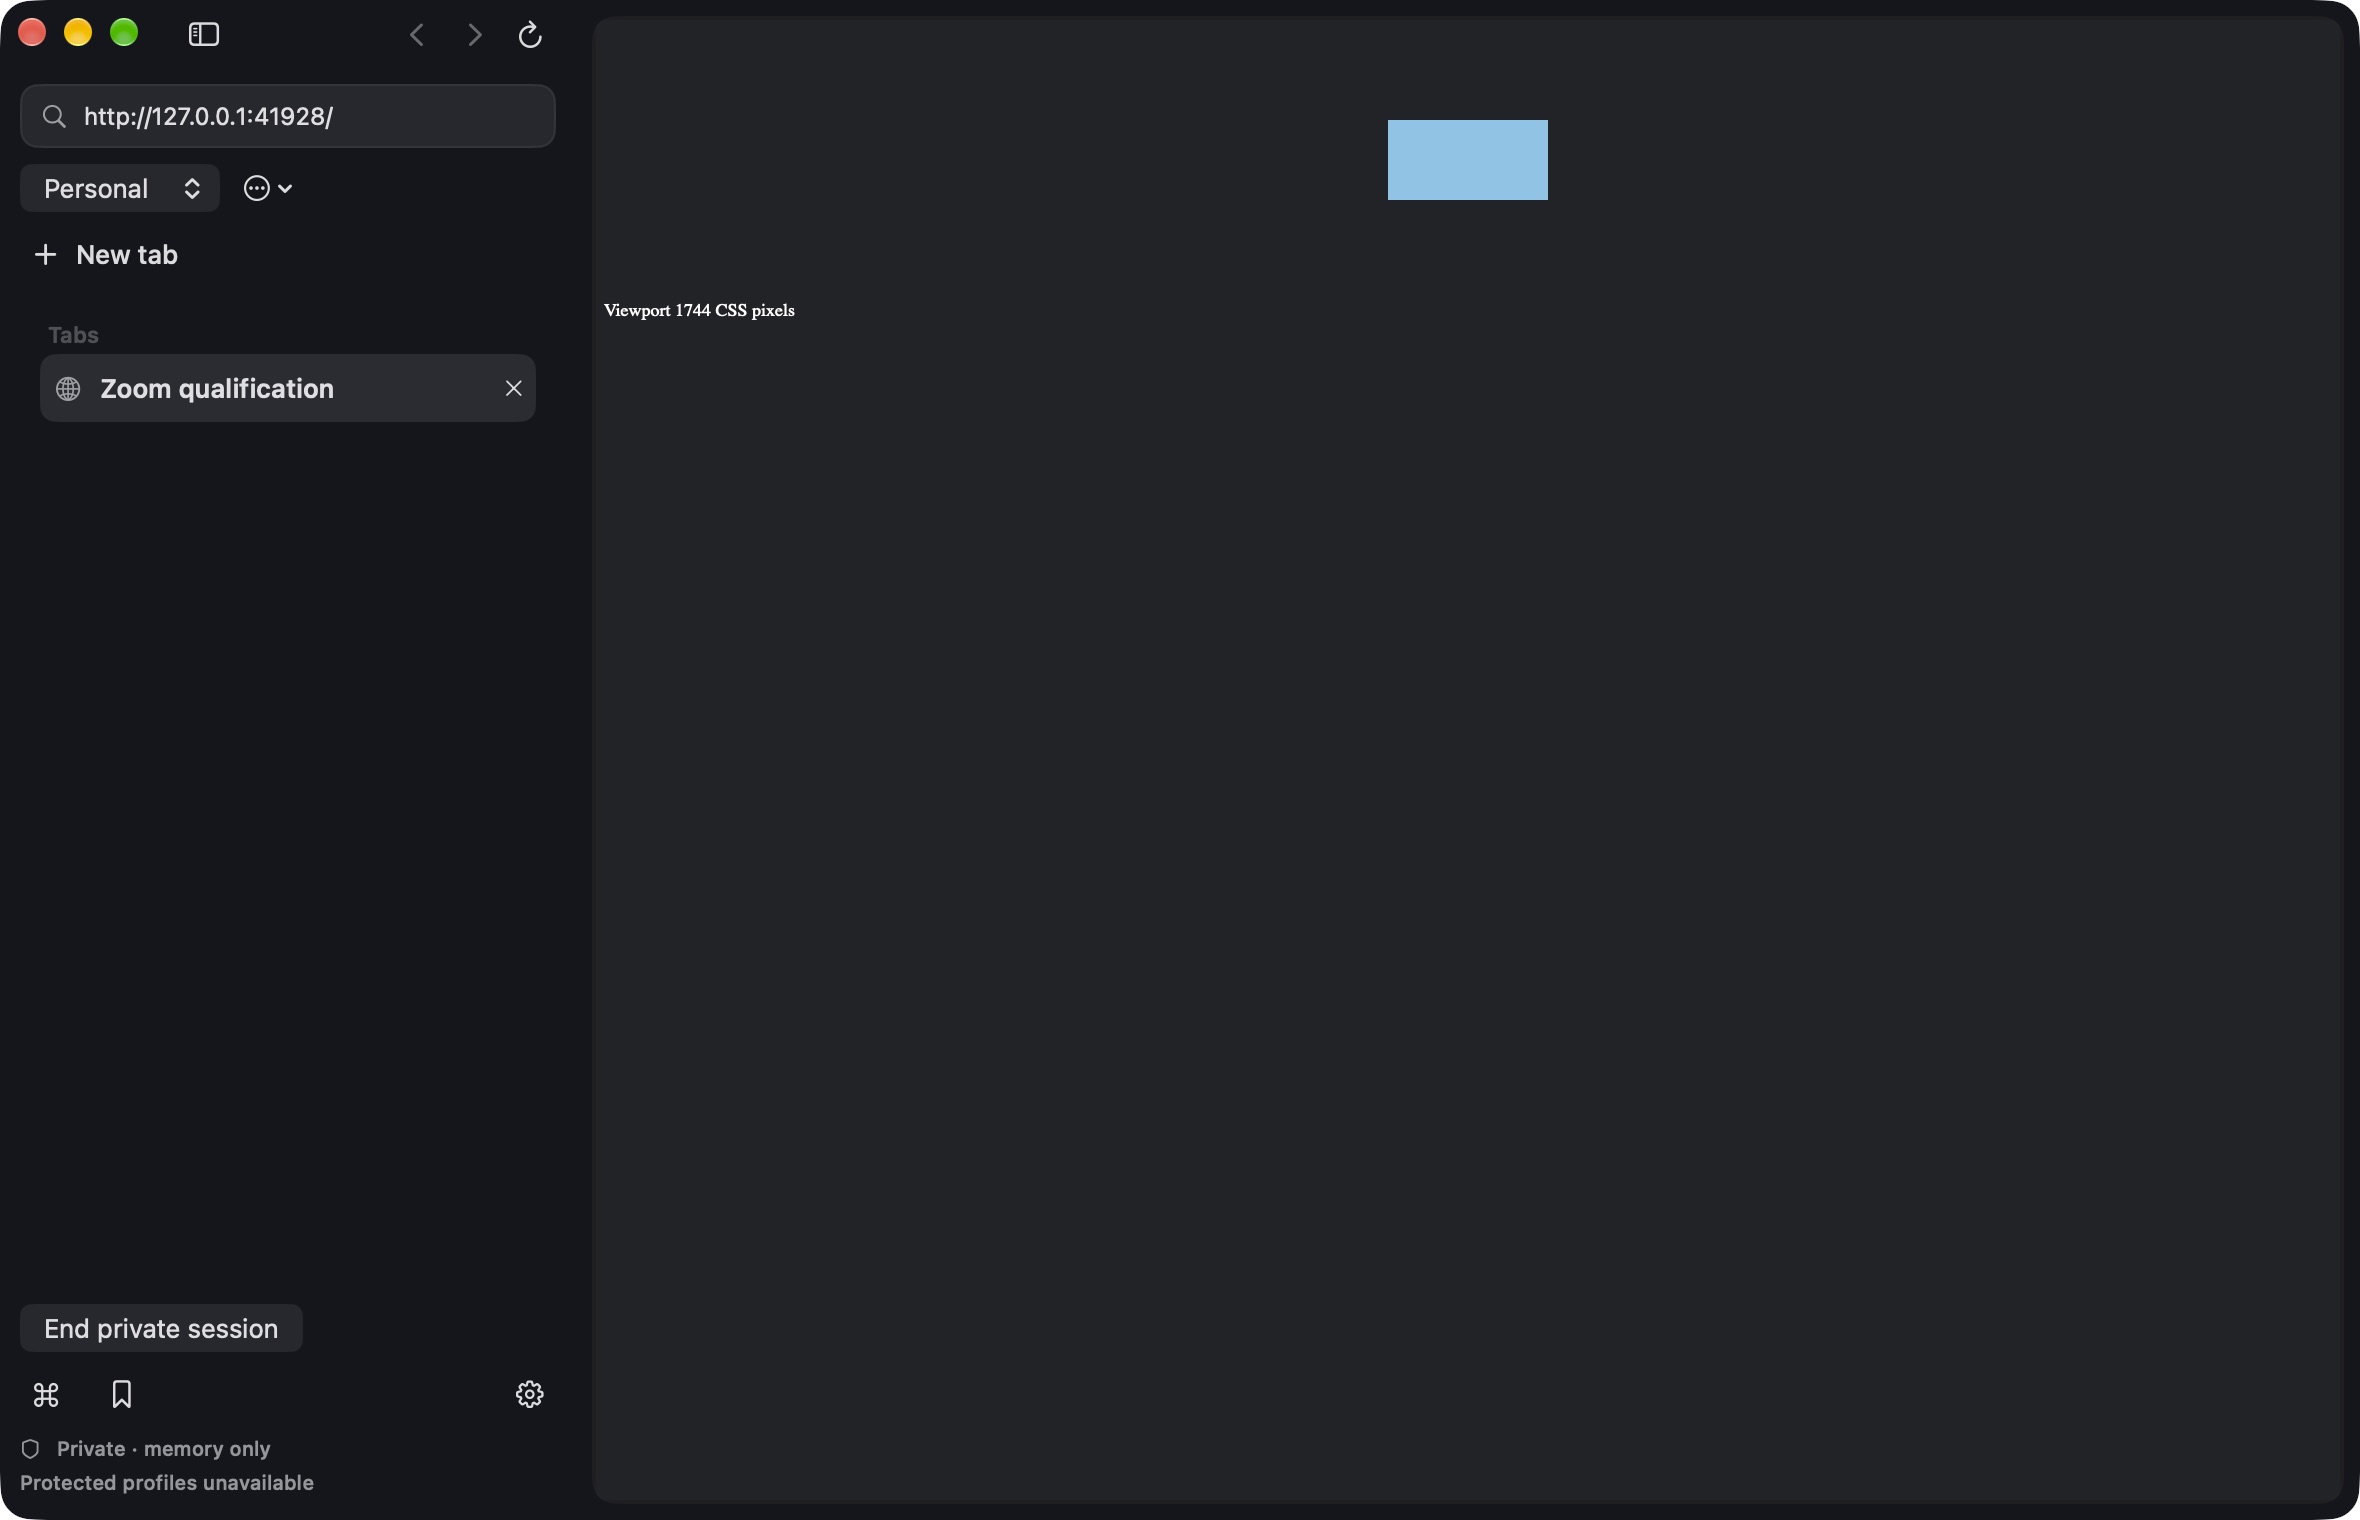 http://127.0.0.1:41928/
Personal
New tab
Tabs
Zoom qualification
Viewport 1744 CSS pixels
End private session
Private · memory only
Protected profiles unavailable